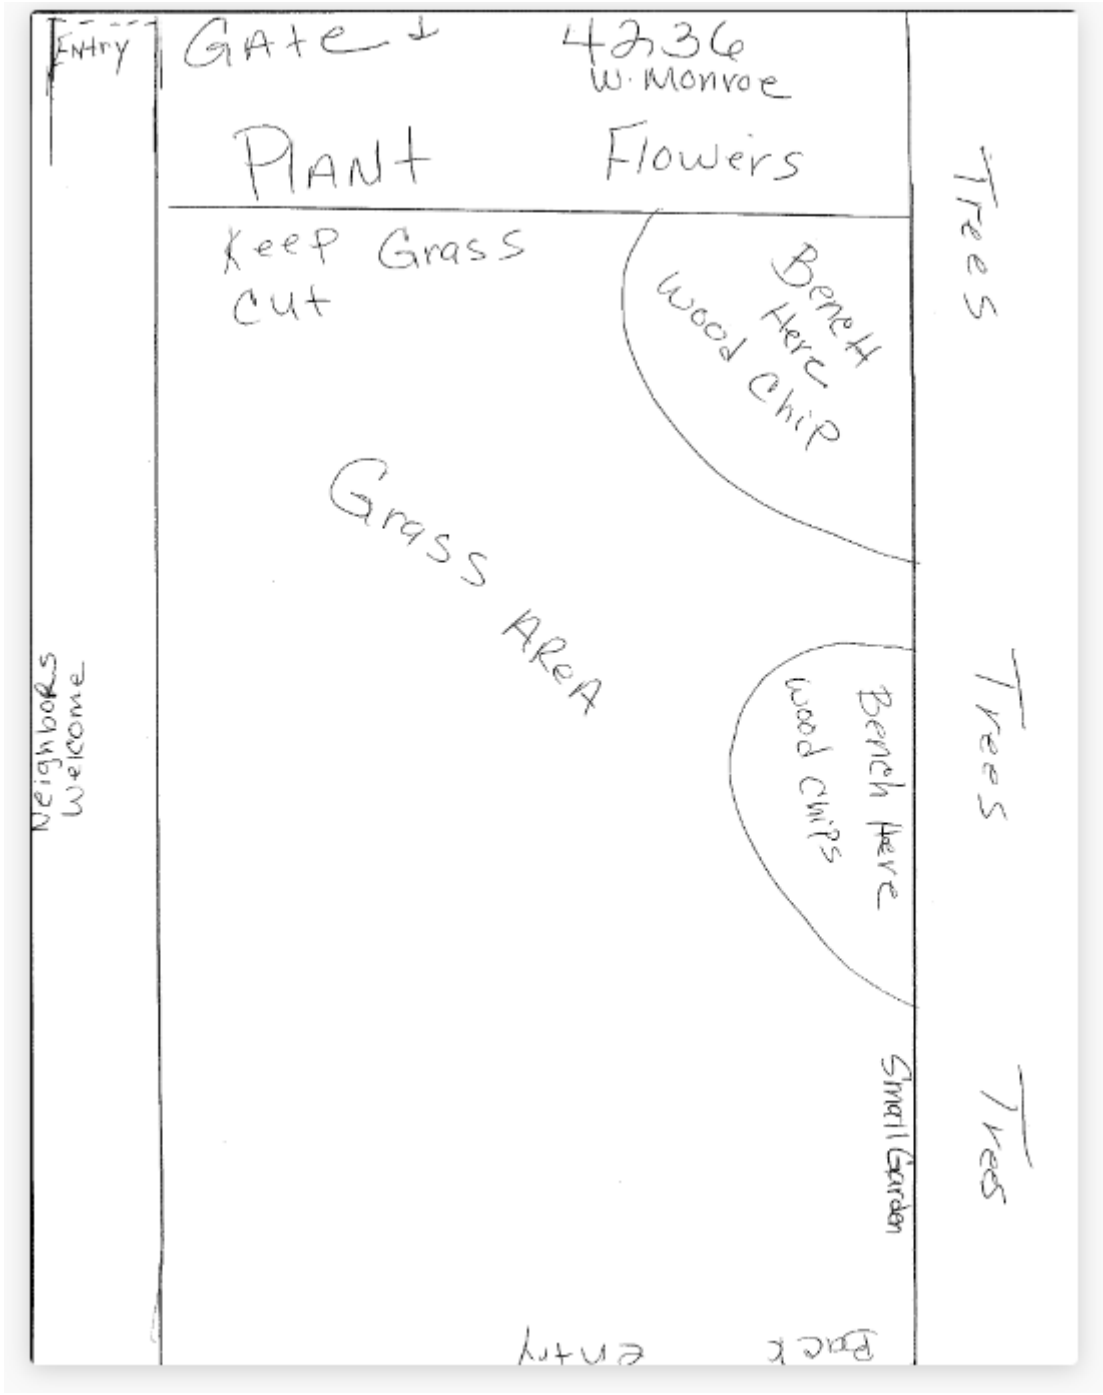 Entry
Gate
4236
W. Monroe
Plant Flowers
Keep Grass
Cut
Bench
Here
Wood Chip
Trees
Grass Area
Neighbors
Welcome
Bench Here
Wood Chips
Trees
Small Garden
Trees
Back Entry